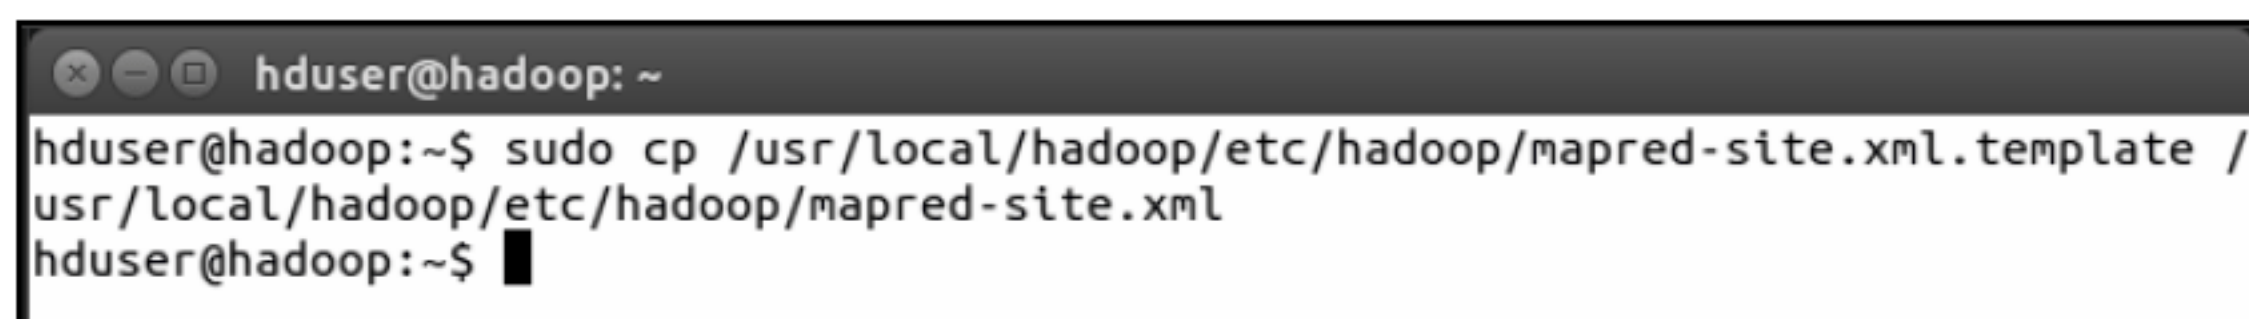 hduser@hadoop: ~
hduser@hadoop:~$ sudo cp /usr/local/hadoop/etc/hadoop/mapred-site.xml.template /
usr/local/hadoop/etc/hadoop/mapred-site.xml
hduser@hadoop:~$